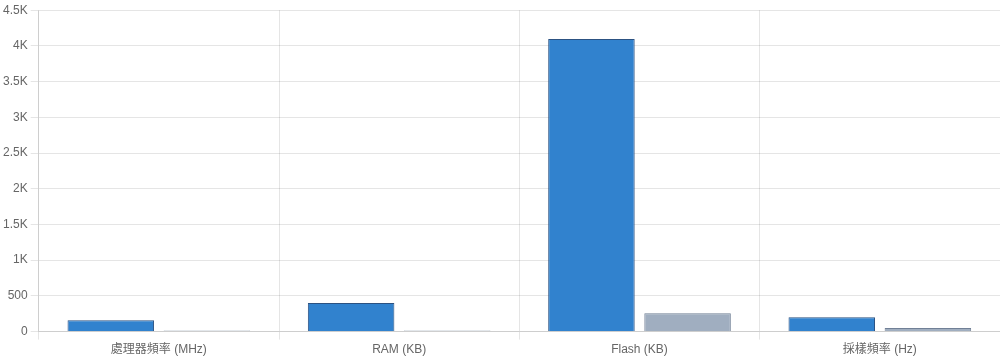 4.5K
4K
3.5K
3K
2.5K
2K
1.5K
1K
500
0
處理器頻率 (MHz)
RAM (KB)
Flash (KB)
採樣頻率 (Hz)